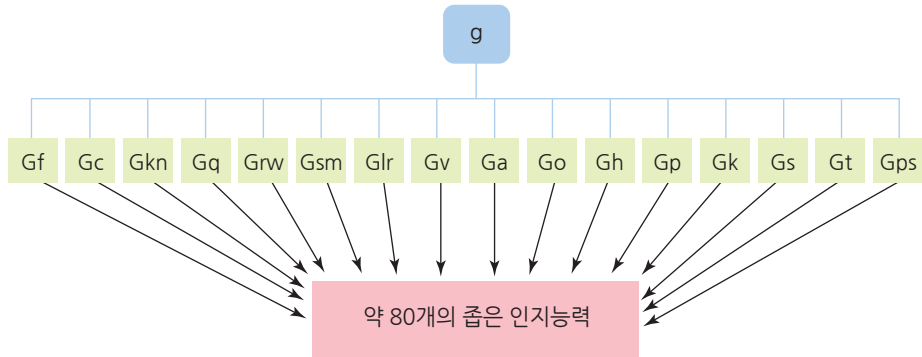 g
Gf Gc Gkn Gq Grw Gsm Glr Gv Ga Go Gh Gp Gk Gs Gt Gps
약 80개의 좁은 인지능력